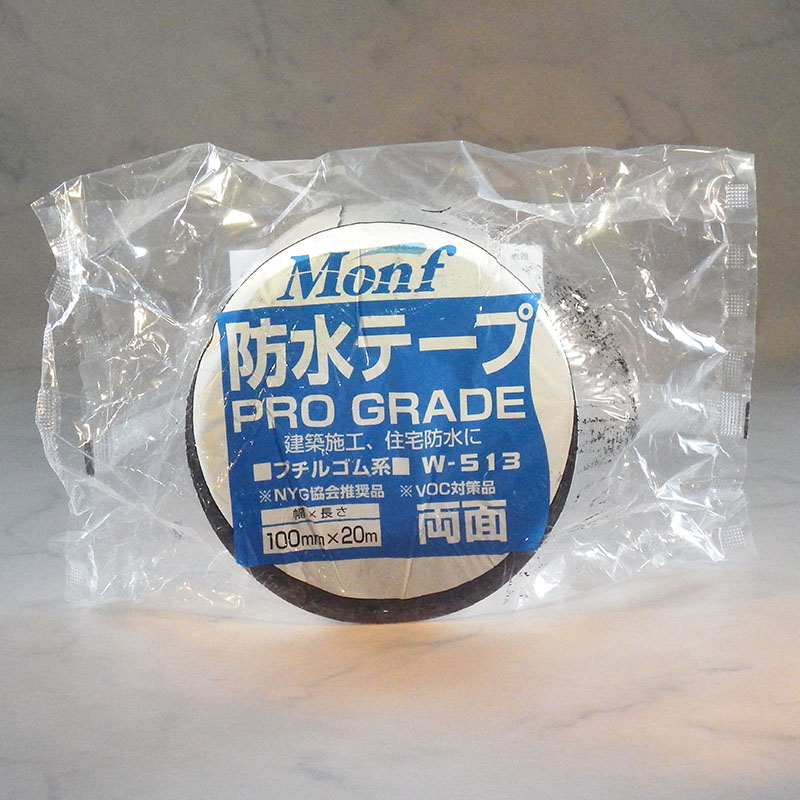 Monf
防水テープ
PRO GRADE
建築施工、住宅防水に
■ブチルゴム系■ W-513
※NYG協会推奨品 ※VOC対策品
幅×長さ
100mm×20m 両面